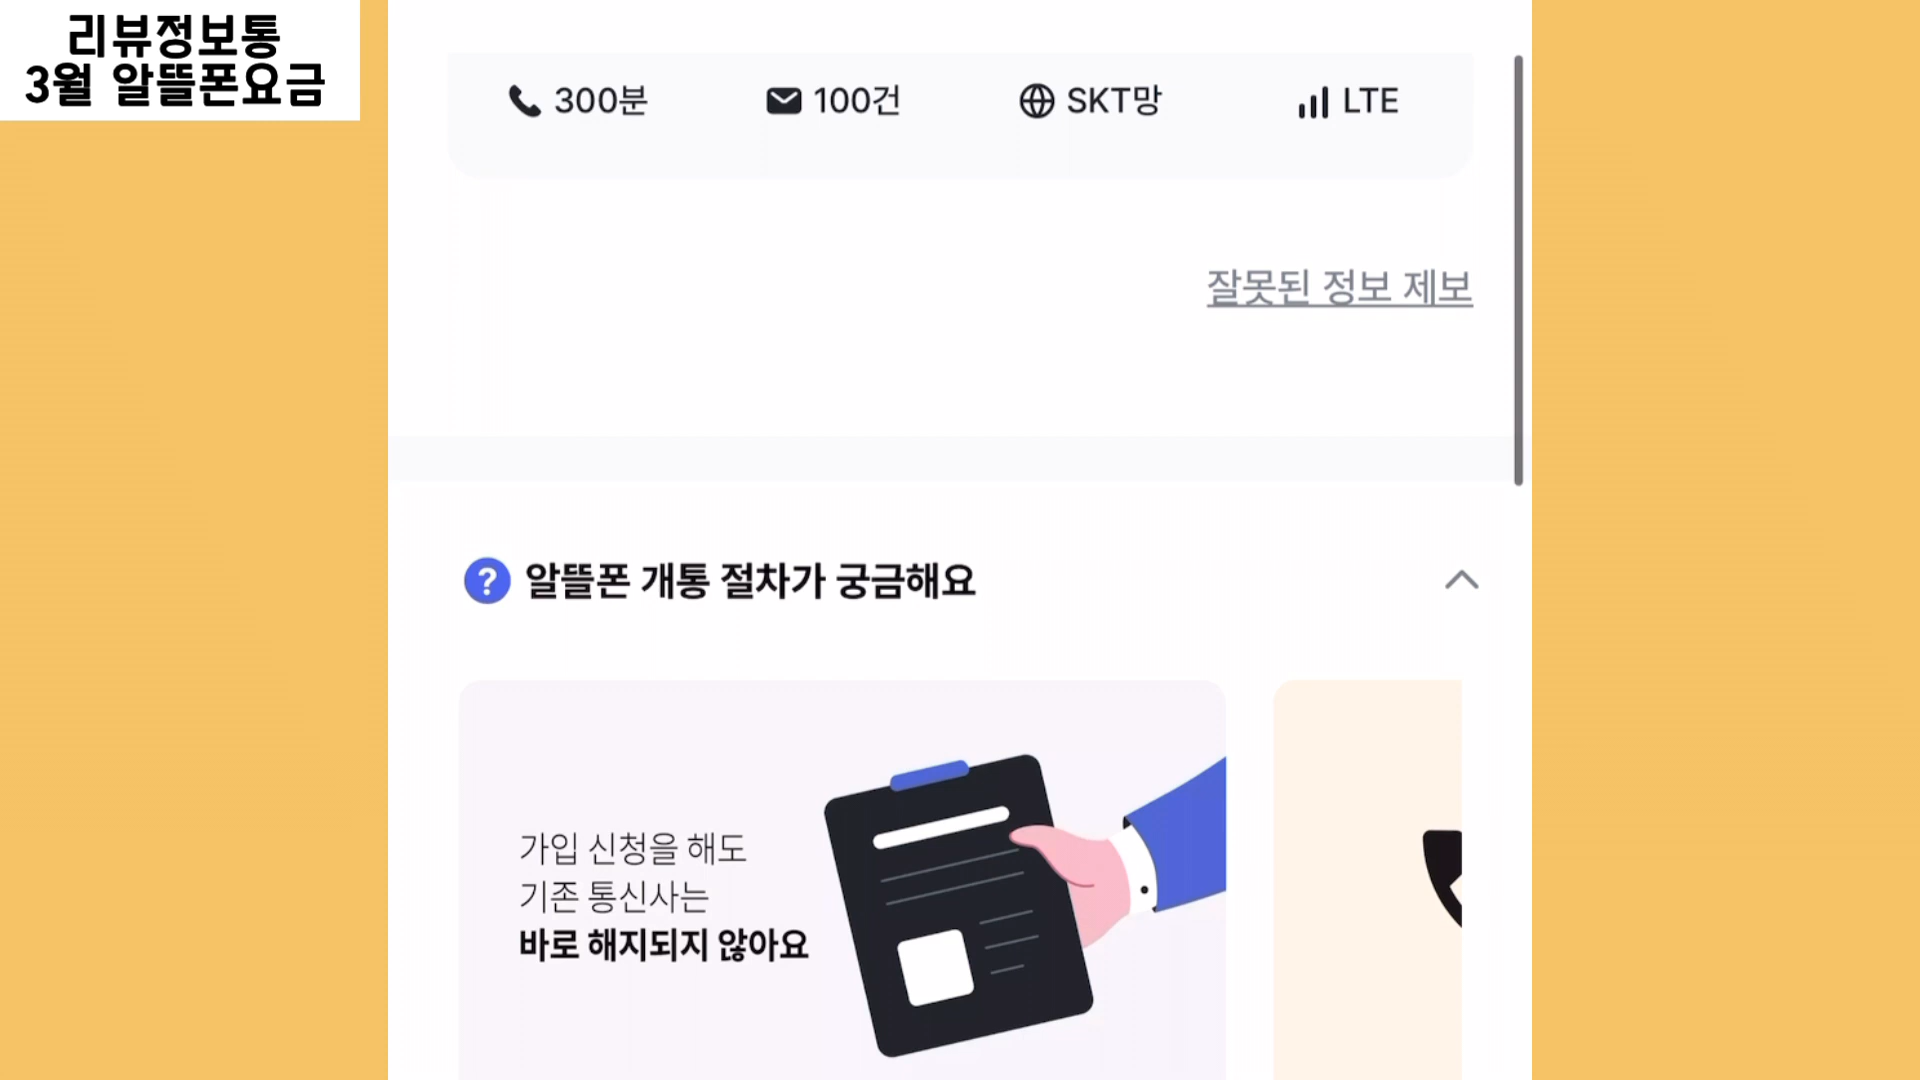 리뷰정보통
3월 알뜰폰요금
300분 100건 SKT망 LTE
잘못된 정보 제보
? 알뜰폰 개통 절차가 궁금해요
가입 신청을 해도
기존 통신사는
바로 해지되지 않아요